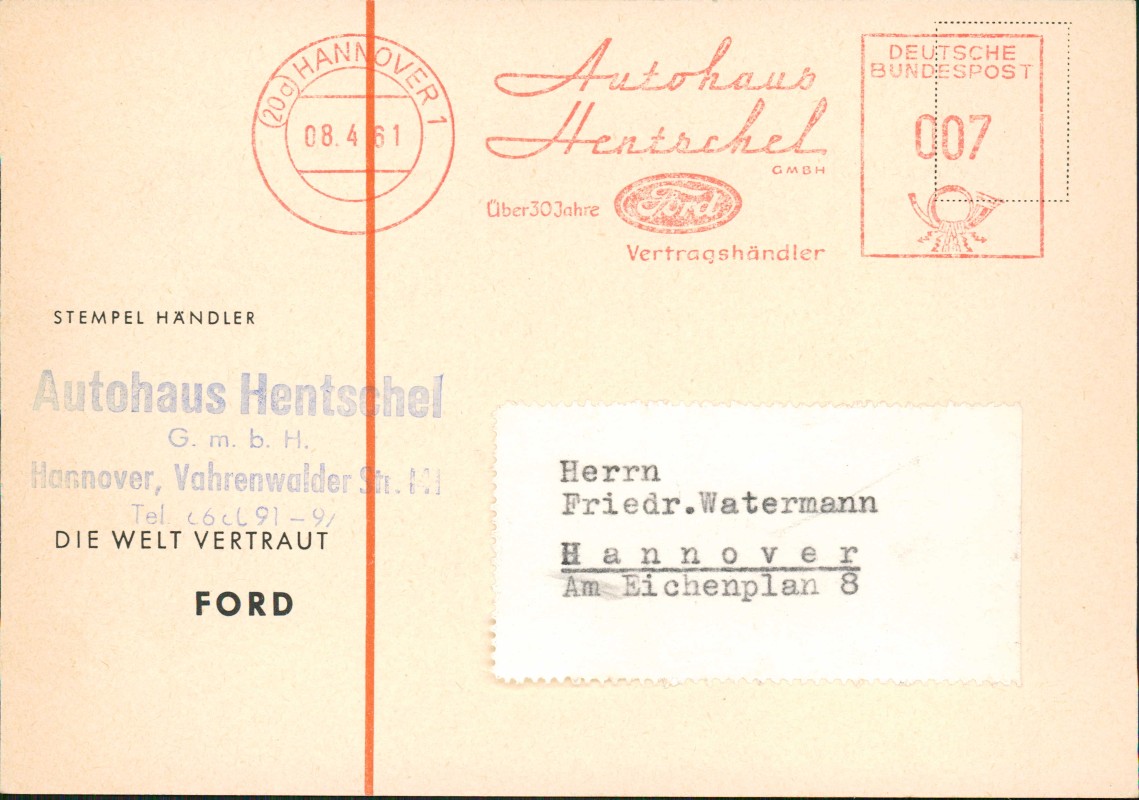 (20a) HANNOVER 1
08.4.61
Autohaus
Hentschel
GMBH
Über 30 Jahre
Ford
Vertragshändler
DEUTSCHE
BUNDESPOST
007
STEMPEL HÄNDLER
Autohaus Hentschel
G. m. b. H.
Hannover, Vahrenwalder Str.
Tel.
DIE WELT VERTRAUT
FORD
Herrn
Friedr.Watermann
Hannover
Am Eichenplan 8